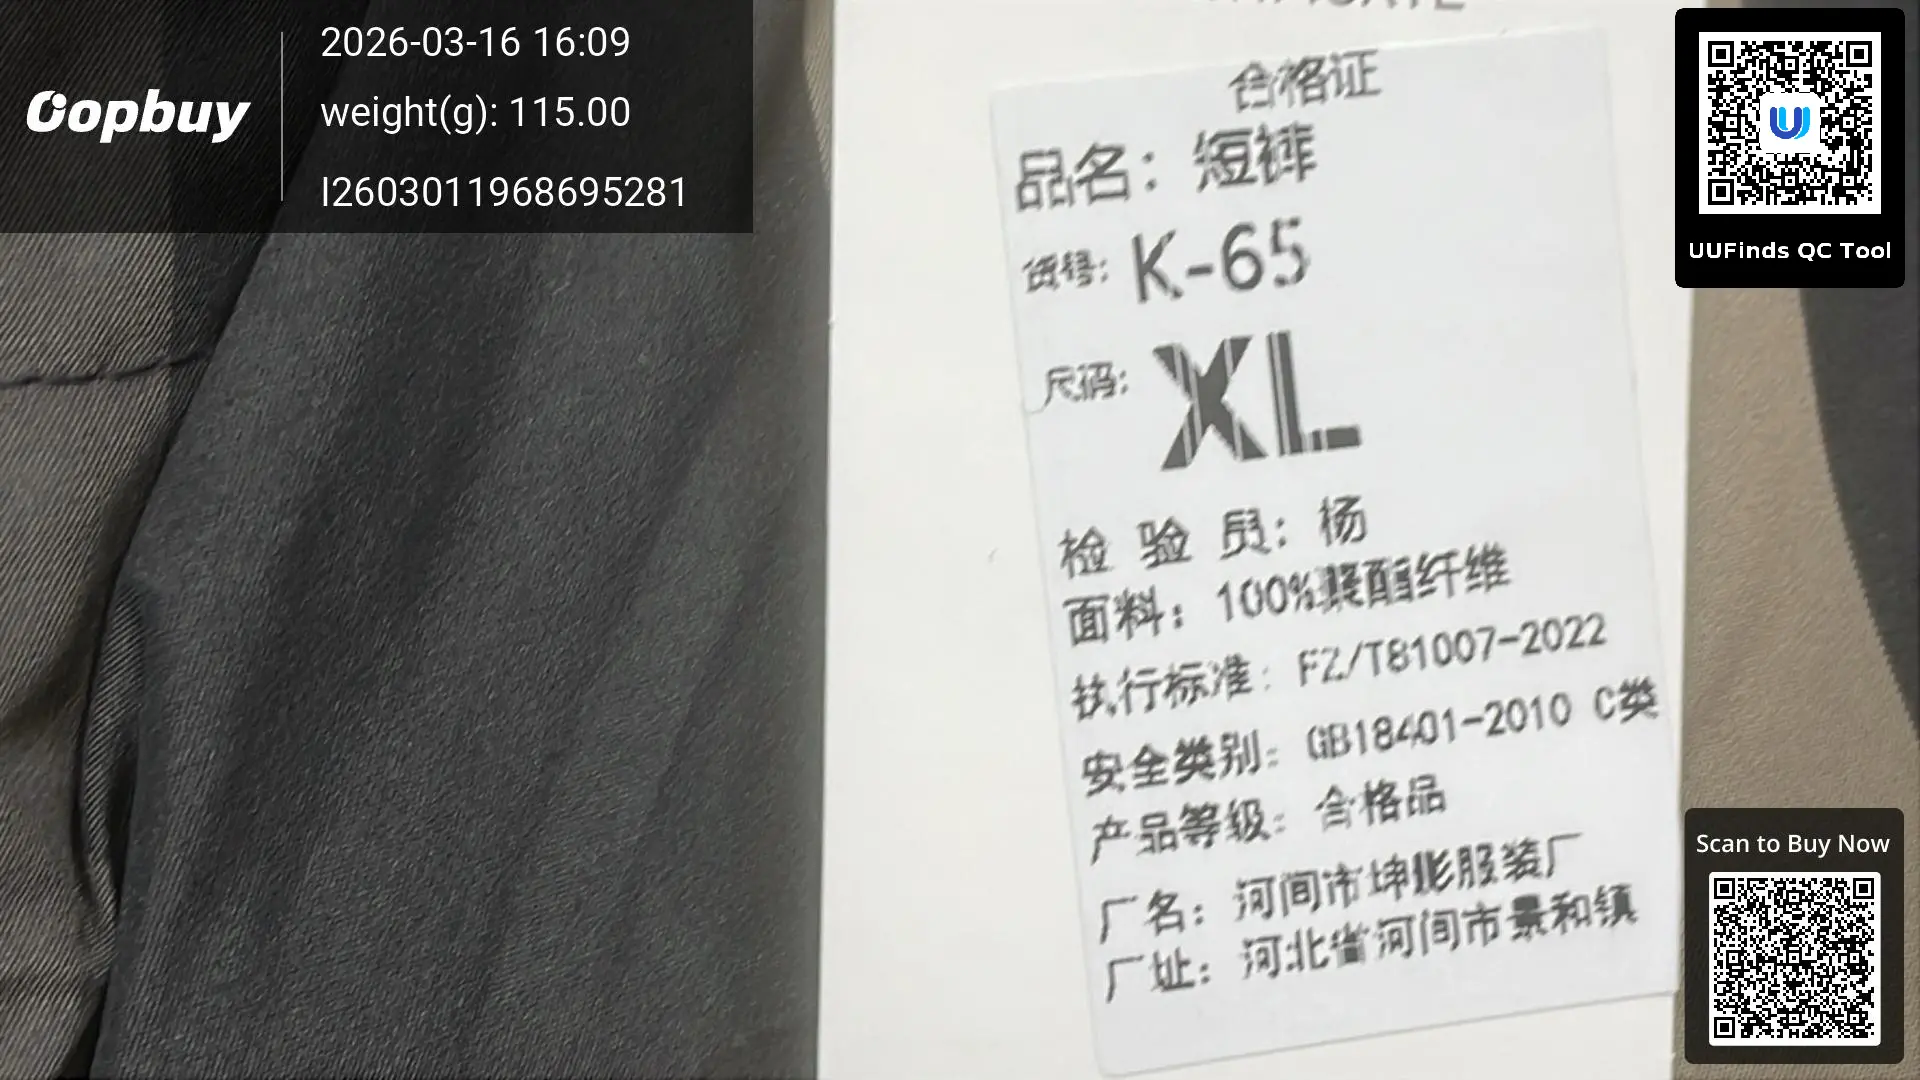 Oopbuy
2026-03-16 16:09
weight(g): 115.00
I2603011968695281
合格证
品名：短裤
货号：K-65
尺码：XL
检 验 员：杨
面料：100%聚酯纤维
执行标准：FZ/T81007-2022
安全类别：GB18401-2010 C类
产品等级：合格品
厂名：河间市坤彪服装厂
厂址：河北省河间市景和镇
UUFinds QC Tool
Scan to Buy Now